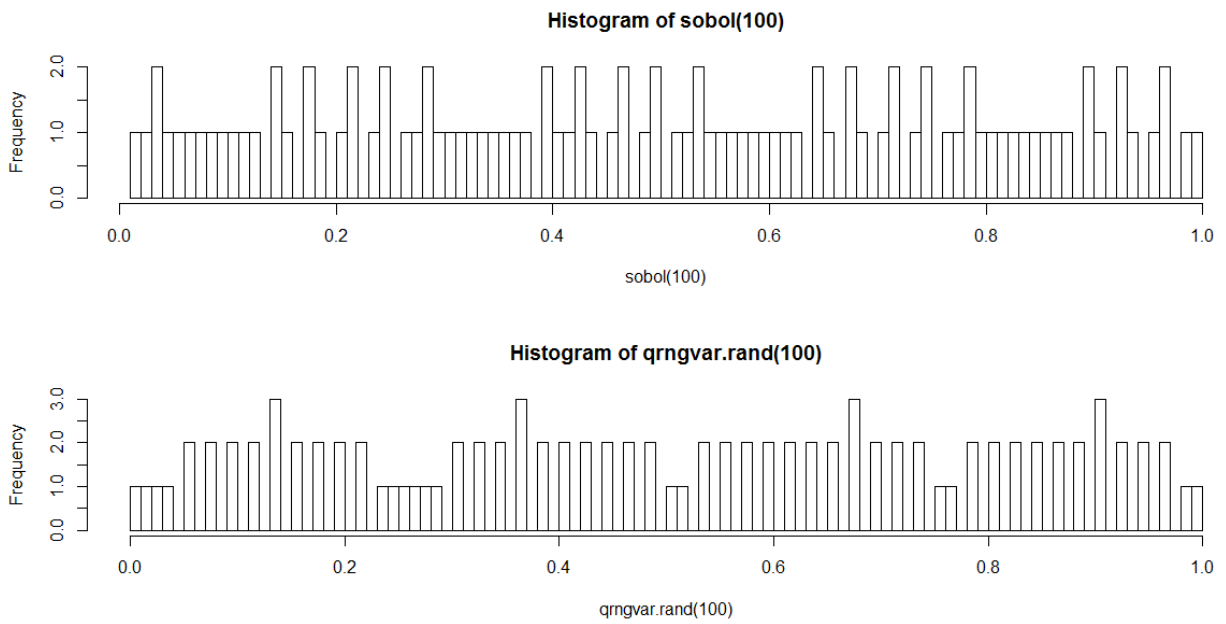 Histogram of sobol(100)
Frequency
0.0 1.0 2.0
0.0 0.2 0.4 0.6 0.8 1.0
sobol(100)
Histogram of qrngvar.rand(100)
Frequency
0.0 1.0 2.0 3.0
0.0 0.2 0.4 0.6 0.8 1.0
qrngvar.rand(100)